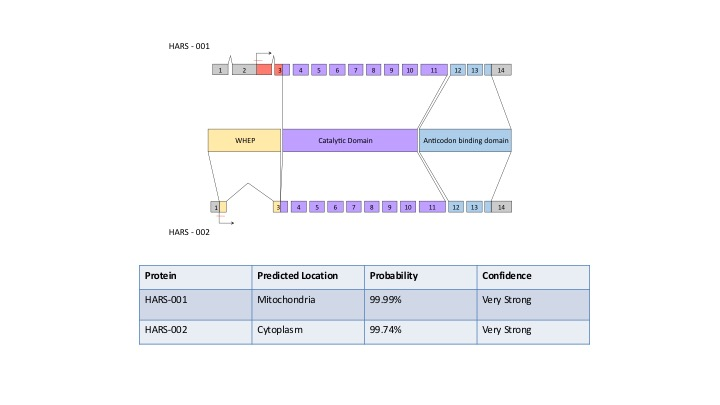 HARS - 001
1 2 3 4 5 6 7 8 9 10 11 12 13 14
WHEP Catalytic Domain Anticodon binding domain
1 3 4 5 6 7 8 9 10 11 12 13 14
HARS - 002
Protein Predicted Location Probability Confidence
HARS-001 Mitochondria 99.99% Very Strong
HARS-002 Cytoplasm 99.74% Very Strong